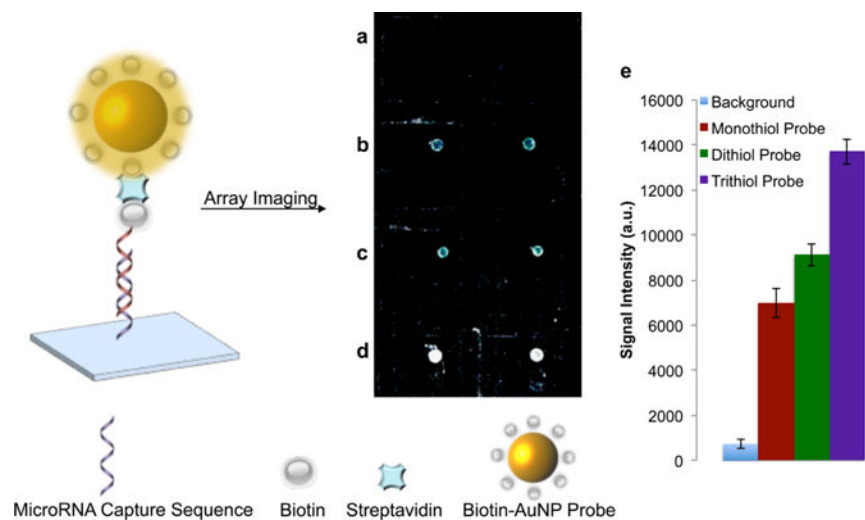 a
b
c
d
Array Imaging
MicroRNA Capture Sequence
Biotin
Streptavidin
Biotin-AuNP Probe
e
Background
Monothiol Probe
Dithiol Probe
Trithiol Probe
Signal Intensity (a.u.)
16000
14000
12000
10000
8000
6000
4000
2000
0